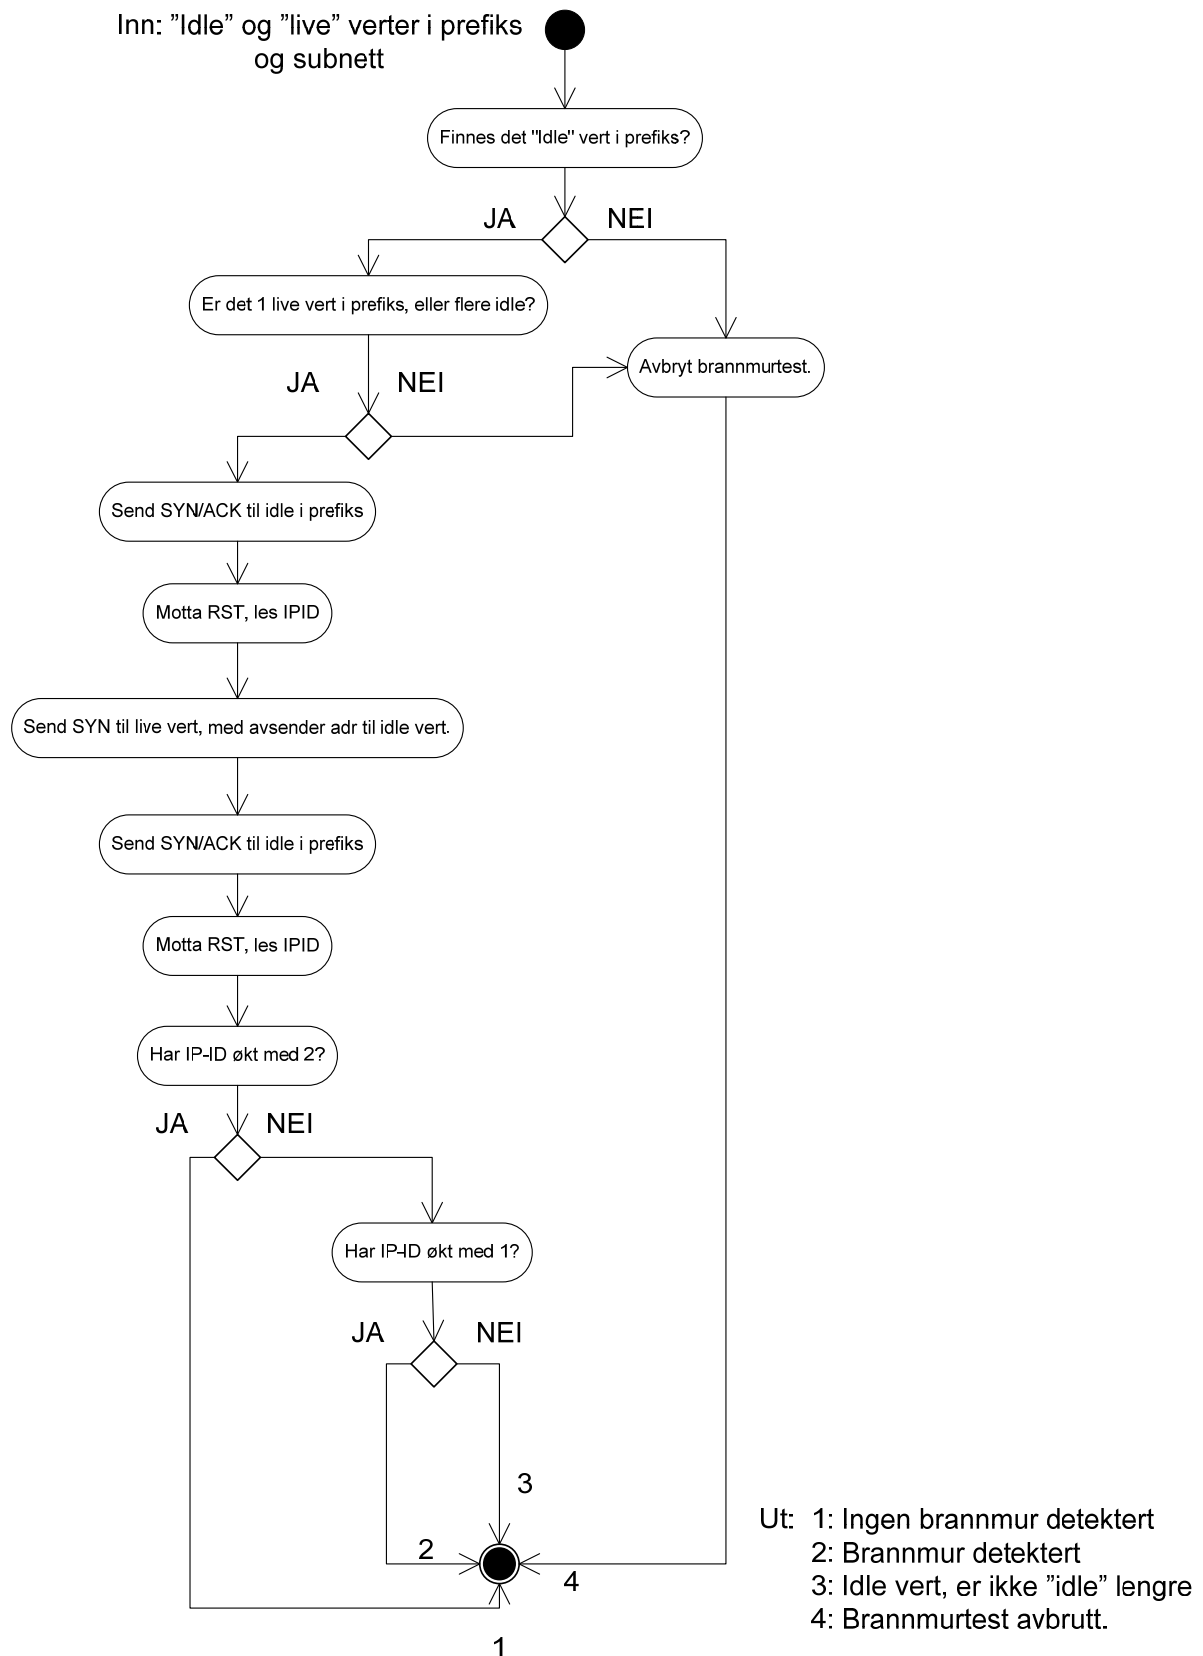 Inn: ”Idle” og ”live” verter i prefiks
og subnett
Finnes det "Idle" vert i prefiks?
JA
NEI
Er det 1 live vert i prefiks, eller flere idle?
Avbryt brannmurtest.
JA
NEI
Send SYN/ACK til idle i prefiks
Motta RST, les IPID
Send SYN til live vert, med avsender adr til idle vert.
Send SYN/ACK til idle i prefiks
Motta RST, les IPID
Har IP-ID økt med 2?
JA
NEI
Har IP-ID økt med 1?
JA
NEI
3
2
4
1
Ut: 1: Ingen brannmur detektert
2: Brannmur detektert
3: Idle vert, er ikke ”idle” lengre
4: Brannmurtest avbrutt.